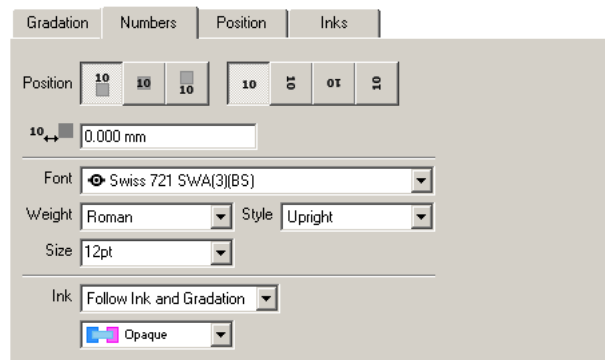 Gradation Numbers Position Inks
Position 10 10 10 10 10 10 10
10 0.000 mm
Font Swiss 721 SWA(3)(BS)
Weight Roman Style Upright
Size 12pt
Ink Follow Ink and Gradation
Opaque